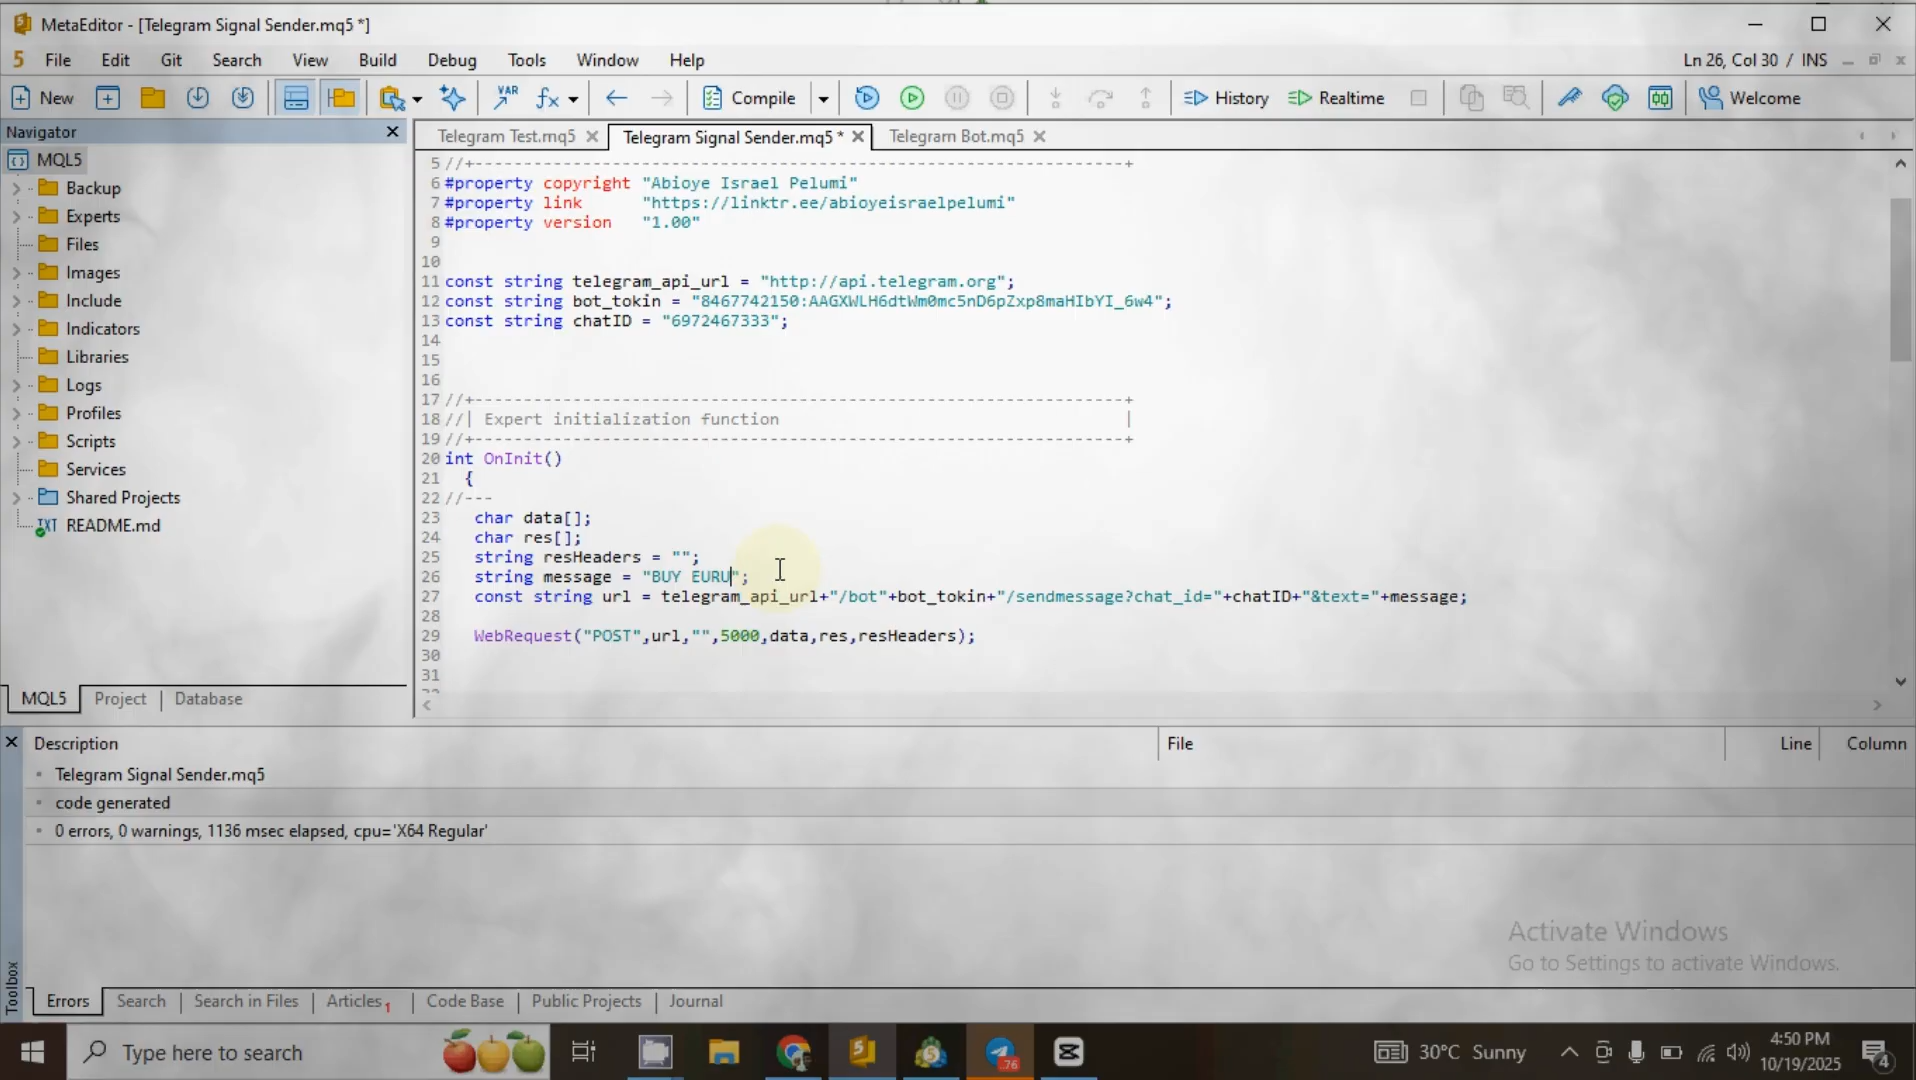 MetaEditor - [Telegram Signal Sender.mq5 *]
File Edit Git Search View Build Debug Tools Window Help
Ln 26, Col 30 / INS
New Compile History Realtime Welcome
Navigator
MQL5
Backup
Experts
Files
Images
Include
Indicators
Libraries
Logs
Profiles
Scripts
Services
Shared Projects
README.md
MQL5 Project Database
Telegram Test.mq5 Telegram Signal Sender.mq5 * Telegram Bot.mq5
5 //+------------------------------------------------------------------+
6 #property copyright "Abioye Israel Pelumi"
7 #property link      "https://linktr.ee/abioyeisraelpelumi"
8 #property version   "1.00"
9
10
11 const string telegram_api_url = "http://api.telegram.org";
12 const string bot_tokin = "8467742150:AAGXWLH6dtWm0mc5nD6pZxp8maHIbYI_6w4";
13 const string chatID = "6972467333";
14
15
16
17 //+------------------------------------------------------------------+
18 //| Expert initialization function                                   |
19 //+------------------------------------------------------------------+
20 int OnInit()
21   {
22 //---
23    char data[];
24    char res[];
25    string resHeaders = "";
26    string message = "BUY EURU";
27    const string url = telegram_api_url+"/bot"+bot_tokin+"/sendmessage?chat_id="+chatID+"&text="+message;
28
29    WebRequest("POST",url,"",5000,data,res,resHeaders);
30
31
Description File Line Column
Telegram Signal Sender.mq5
code generated
0 errors, 0 warnings, 1136 msec elapsed, cpu='X64 Regular'
Activate Windows
Go to Settings to activate Windows.
Toolbox
Errors Search Search in Files Articles 1 Code Base Public Projects Journal
Type here to search
.76
30°C Sunny
4:50 PM
10/19/2025
4